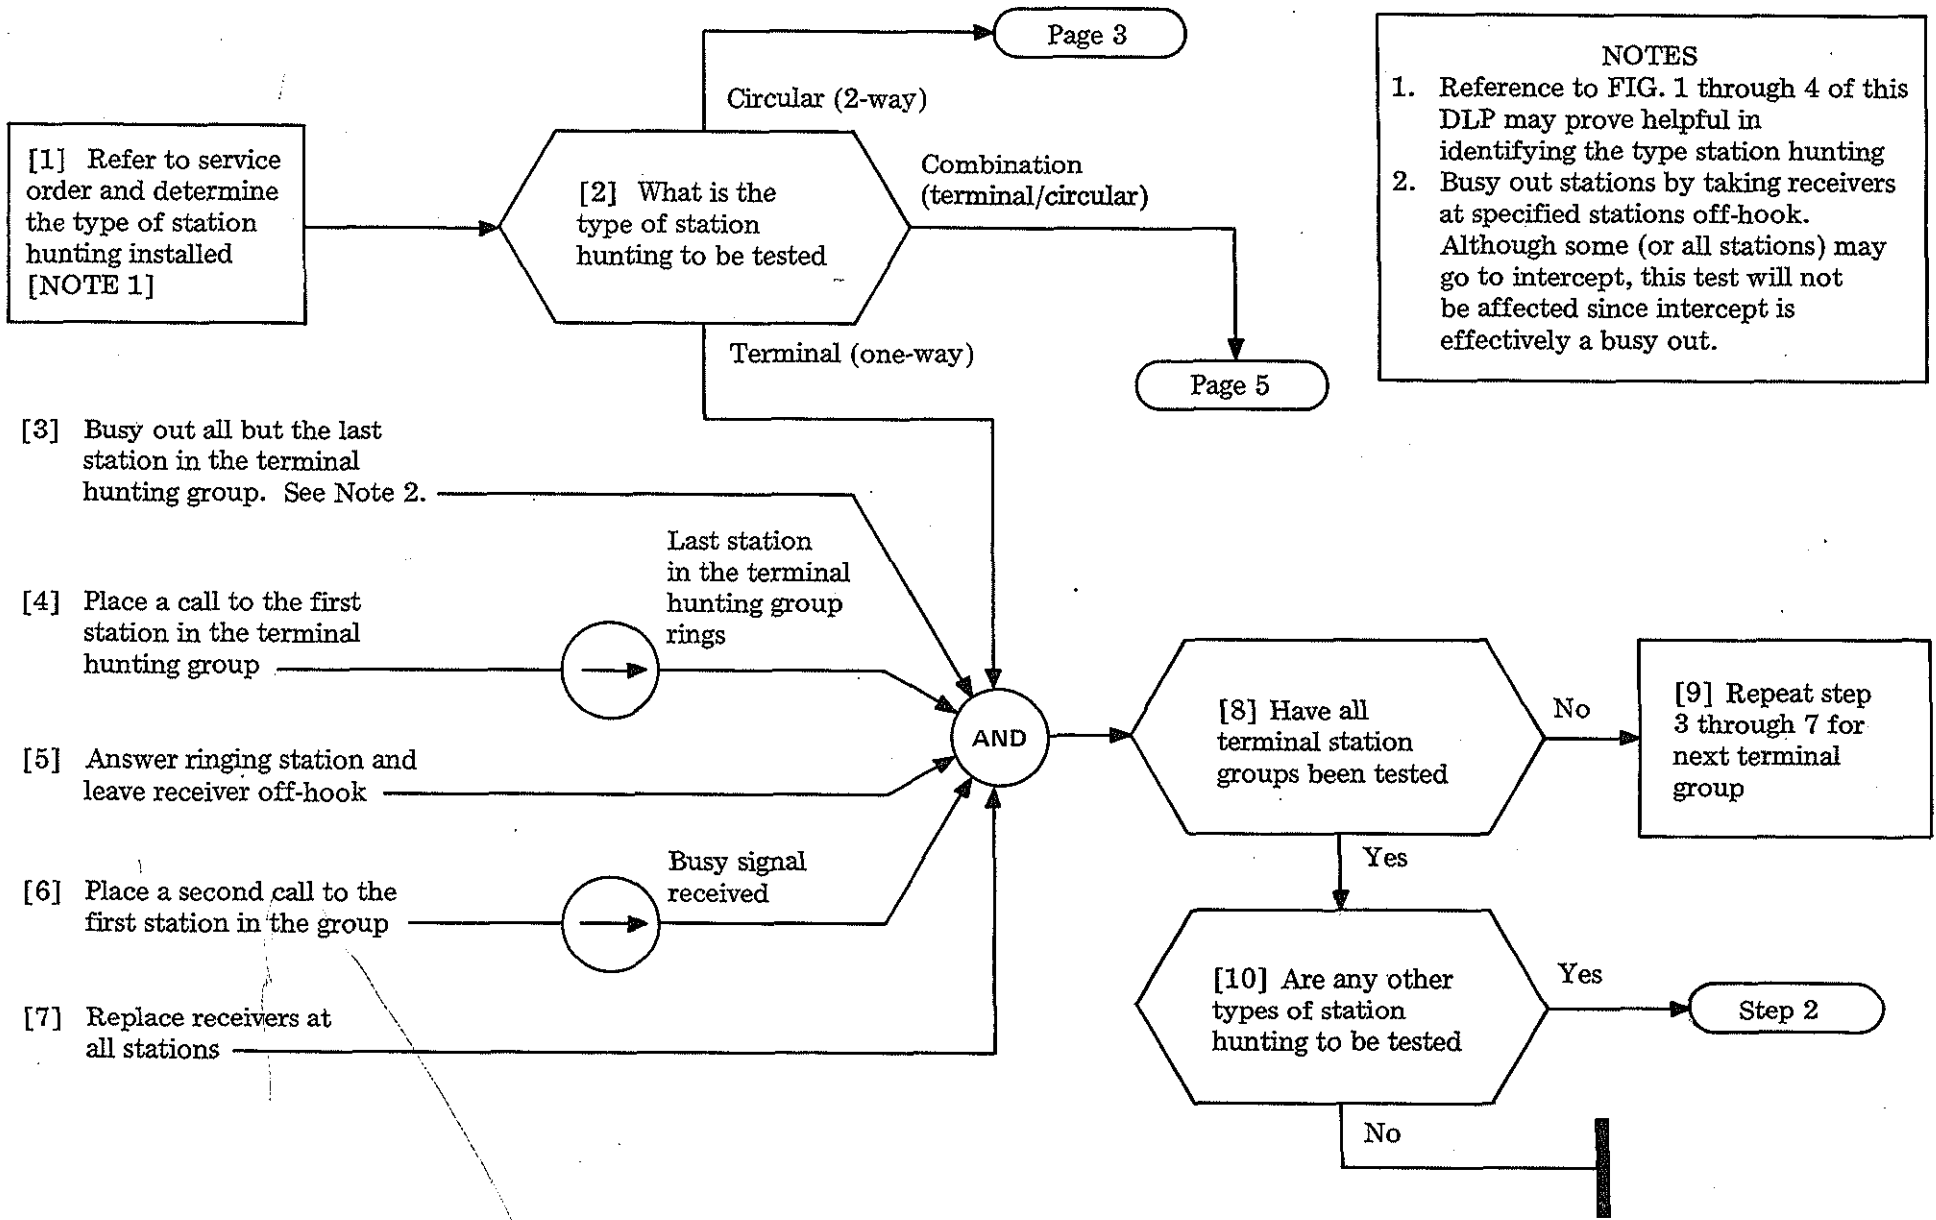 Page 3
Circular (2-way)
[1] Refer to service
order and determine
the type of station
hunting installed
[NOTE 1]
[2] What is the
type of station
hunting to be tested
Combination
(terminal/circular)
Page 5
Terminal (one-way)
NOTES
1. Reference to FIG. 1 through 4 of this
DLP may prove helpful in
identifying the type station hunting
2. Busy out stations by taking receivers
at specified stations off-hook.
Although some (or all stations) may
go to intercept, this test will not
be affected since intercept is
effectively a busy out.
[3] Busy out all but the last
station in the terminal
hunting group. See Note 2.
[4] Place a call to the first
station in the terminal
hunting group
Last station
in the terminal
hunting group
rings
[5] Answer ringing station and
leave receiver off-hook
[6] Place a second call to the
first station in the group
Busy signal
received
[7] Replace receivers at
all stations
AND
[8] Have all
terminal station
groups been tested
No
[9] Repeat step
3 through 7 for
next terminal
group
Yes
[10] Are any other
types of station
hunting to be tested
Yes
Step 2
No